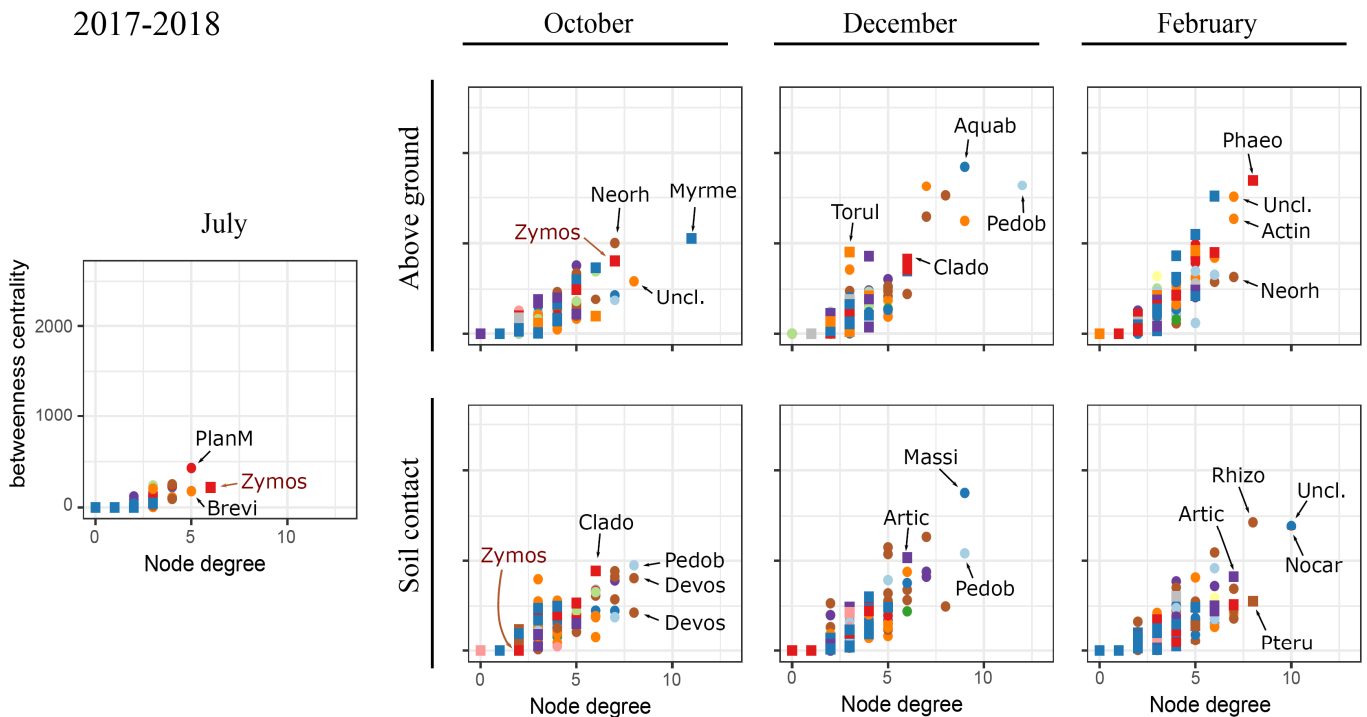 2017-2018
October
December
February
July
Above ground
Soil contact
betweenness centrality
2000
1000
0
PlanM
Zymos
Brevi
0
5
10
Node degree
Neorh
Myrme
Zymos
Uncl.
Aquab
Torul
Pedob
Clado
Phaeo
Uncl.
Actin
Neorh
Clado
Zymos
Pedob
Devos
Devos
0
5
10
Node degree
Massi
Artic
Pedob
0
5
10
Node degree
Rhizo
Uncl.
Artic
Nocar
Pteru
0
5
10
Node degree